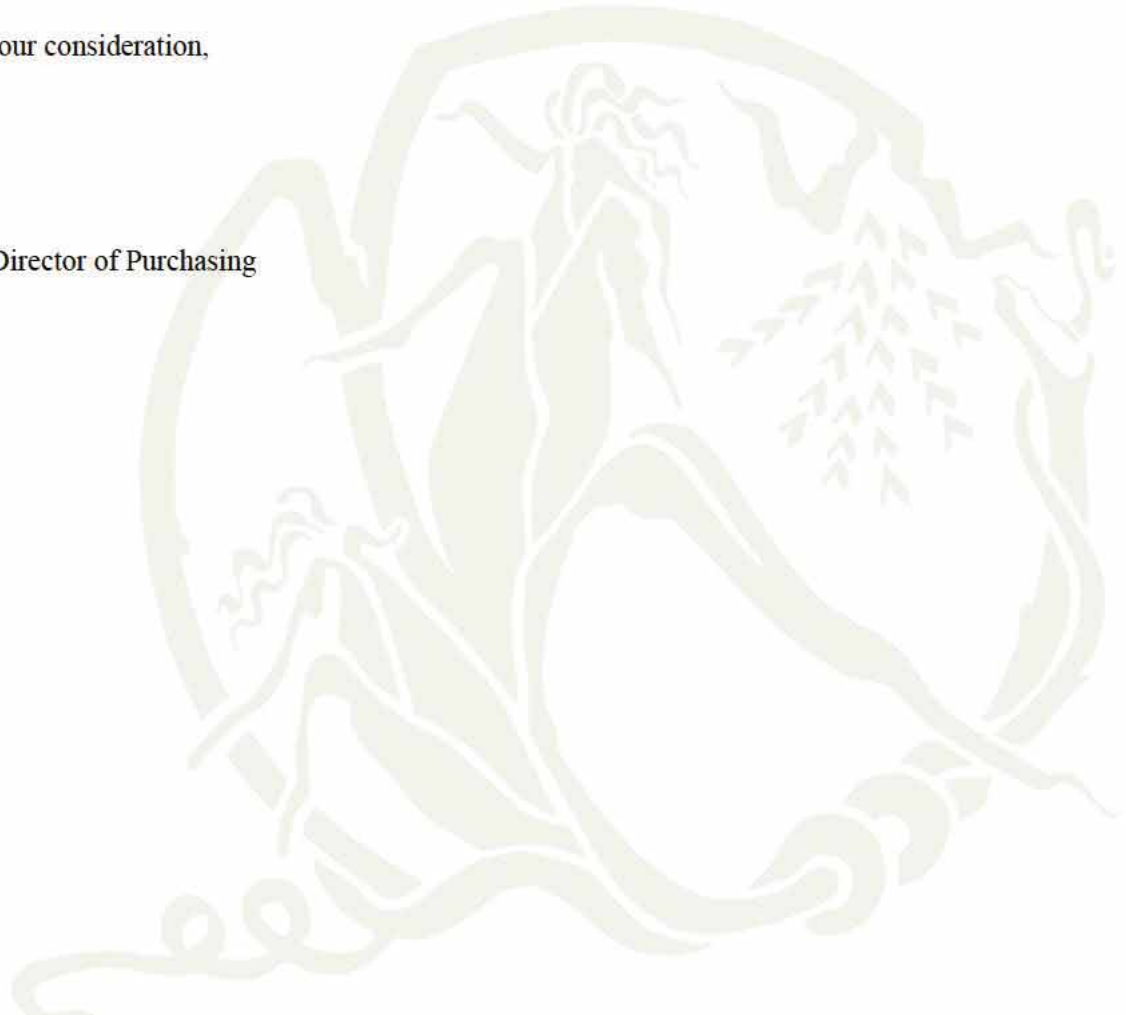 our consideration,
Director of Purchasing